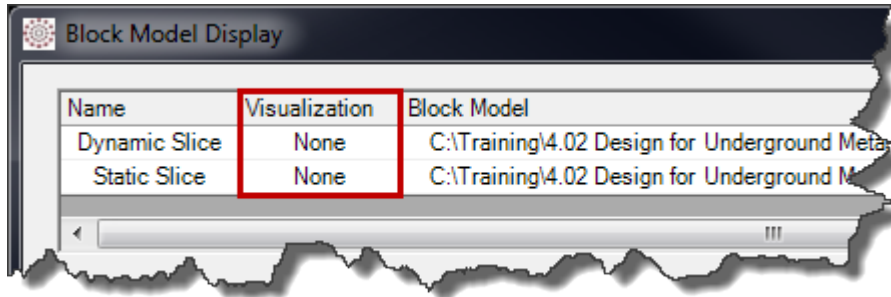 Block Model Display
Name Visualization Block Model
Dynamic Slice None C:\Training\4.02 Design for Underground Meta
Static Slice None C:\Training\4.02 Design for Underground M